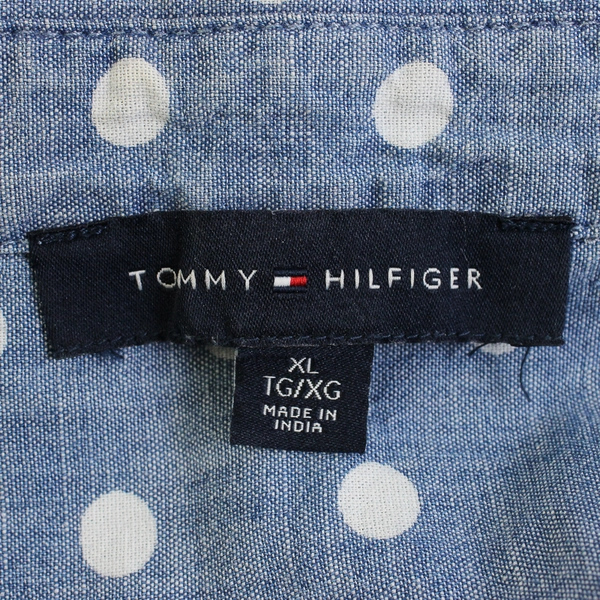 TOMMY HILFIGER
XL
TG/XG
MADE IN
INDIA